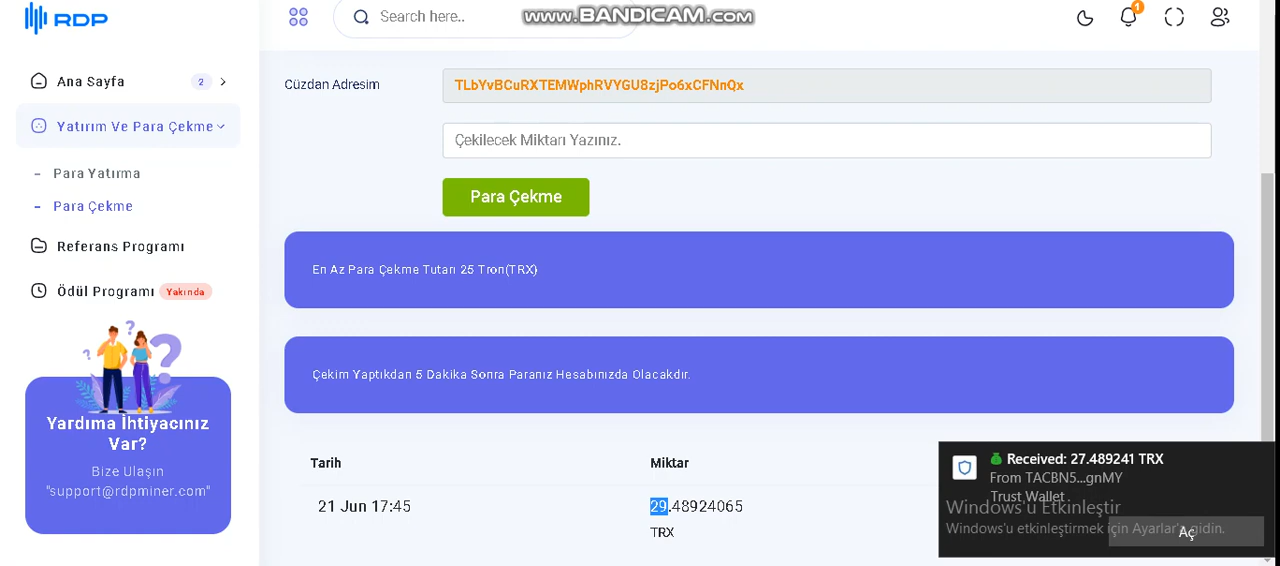 RDP
Search here..
www.BANDICAM.com
1
Ana Sayfa
2
Yatırım Ve Para Çekme
- Para Yatırma
- Para Çekme
Referans Programı
Ödül Programı
Yakında
Yardıma İhtiyacınız
Var?
Bize Ulaşın
"support@rdpminer.com"
Cüzdan Adresim
TLbYvBCuRXTEMWphRVYGU8zjPo6xCFNnQx
Çekilecek Miktarı Yazınız.
Para Çekme
En Az Para Çekme Tutarı 25 Tron(TRX)
Çekim Yaptıkdan 5 Dakika Sonra Paranız Hesabınızda Olacakdır.
Tarih
Miktar
21 Jun 17:45
29.48924065
TRX
Received: 27.489241 TRX
From TACBN5...gnMY
Trust Wallet
Windows'u Etkinleştir
Windows'u etkinleştirmek için Ayarlar'a gidin.
Aç